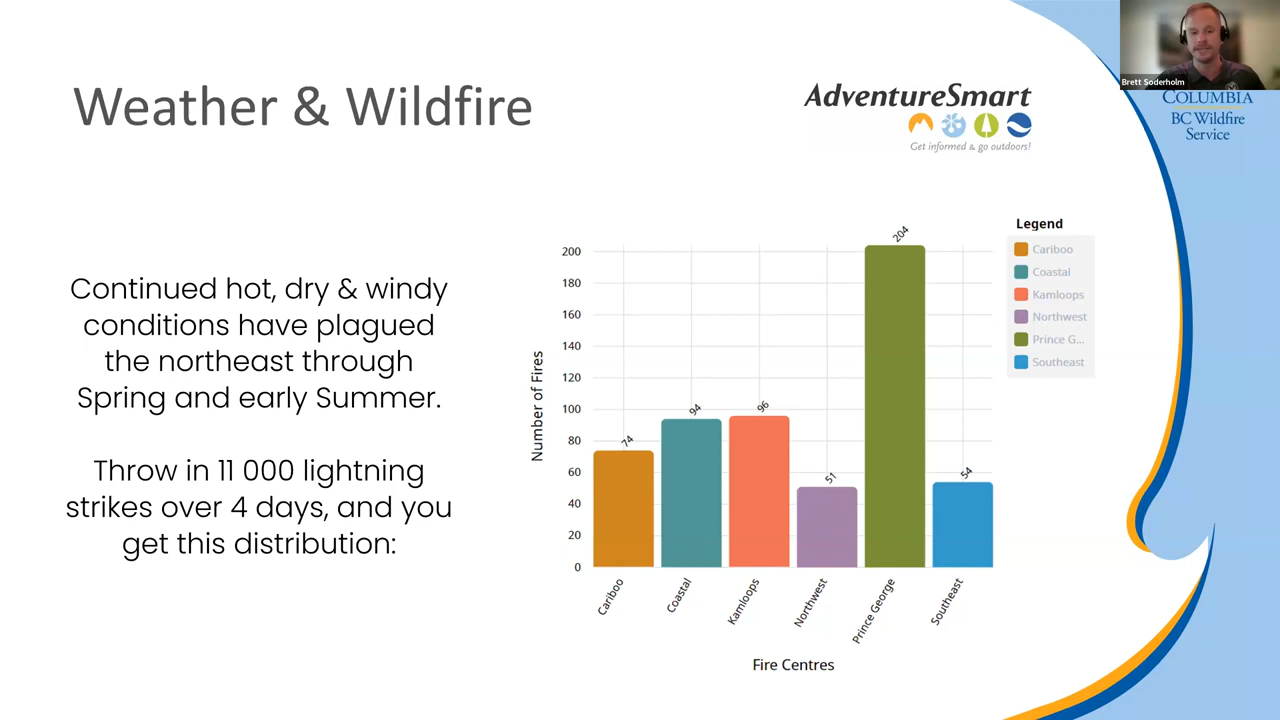 Weather & Wildfire
AdventureSmart
Get informed & go outdoors!
Brett Soderholm
COLUMBIA
BC Wildfire
Service
Continued hot, dry & windy
conditions have plagued
the northeast through
Spring and early Summer.
Throw in 11 000 lightning
strikes over 4 days, and you
get this distribution:
Number of Fires
200
180
160
140
120
100
80
60
40
20
0
74
94
96
51
204
54
Cariboo
Coastal
Kamloops
Northwest
Prince George
Southeast
Fire Centres
Legend
Cariboo
Coastal
Kamloops
Northwest
Prince G...
Southeast